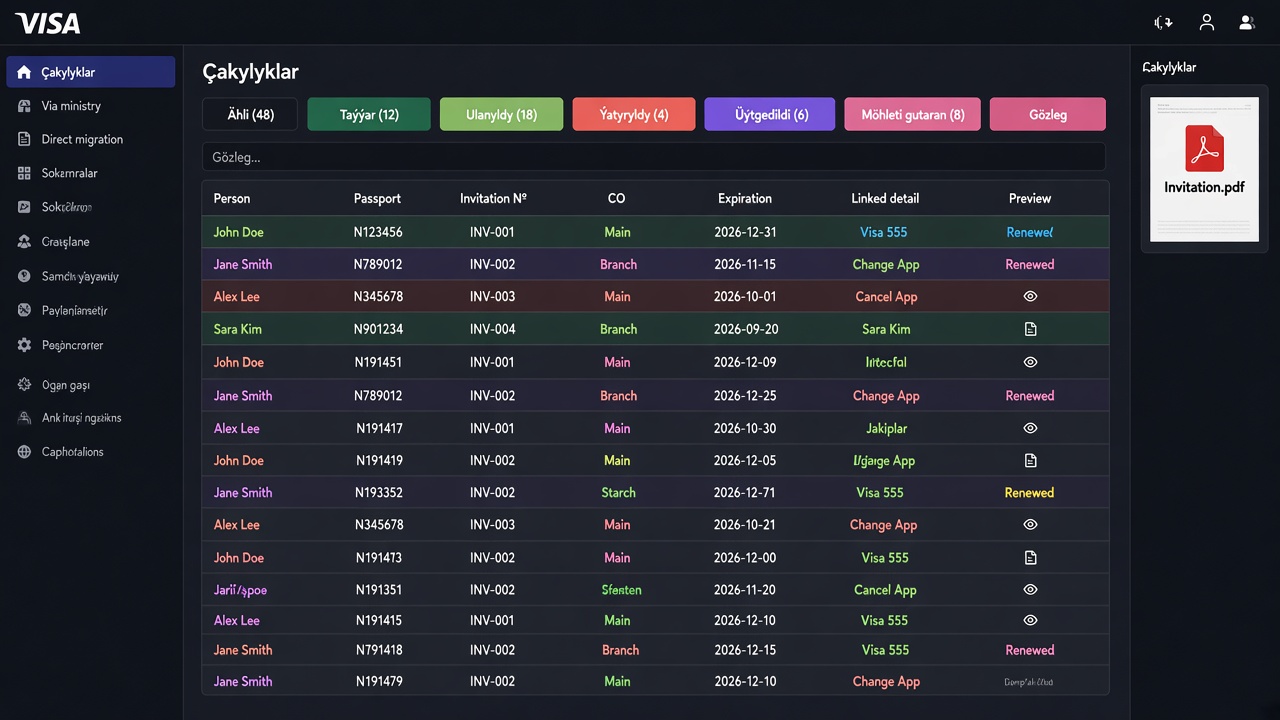 VISA
Çakylyklar
Via ministry
Direct migration
Çakylyklar
Ähli (48) Taýýar (12) Ulanyldy (18) Ýatyryldy (4) Üýtgedildi (6) Möhleti gutaran (8) Gözleg
Gözleg...
Person Passport Invitation Nº CO Expiration Linked detail Preview
John Doe N123456 INV-001 Main 2026-12-31 Visa 555
Jane Smith N789012 INV-002 Branch 2026-11-15 Change App Renewed
Alex Lee N345678 INV-003 Main 2026-10-01 Cancel App
Sara Kim N901234 INV-004 Branch 2026-09-20 Sara Kim
John Doe N191451 INV-001 Main 2026-12-09
Jane Smith N789012 INV-002 Branch 2026-12-25 Change App Renewed
Alex Lee N191417 INV-001 Main 2026-10-30 Jakiplar
John Doe N191419 INV-002 Main 2026-12-05 App
Jane Smith N193352 INV-002 Starch 2026-12-71 Visa 555 Renewed
Alex Lee N345678 INV-003 Main 2026-10-21 Change App
John Doe N191473 INV-002 Main 2026-12-00 Visa 555
N191351 INV-002 2026-11-20 Cancel App
Alex Lee N191415 INV-001 Main 2026-12-10 Visa 555
Jane Smith N791418 INV-002 Branch 2026-12-15 Visa 555 Renewed
Jane Smith N191479 INV-002 Main 2026-12-10 Change App
Çakylyklar
Invitation.pdf